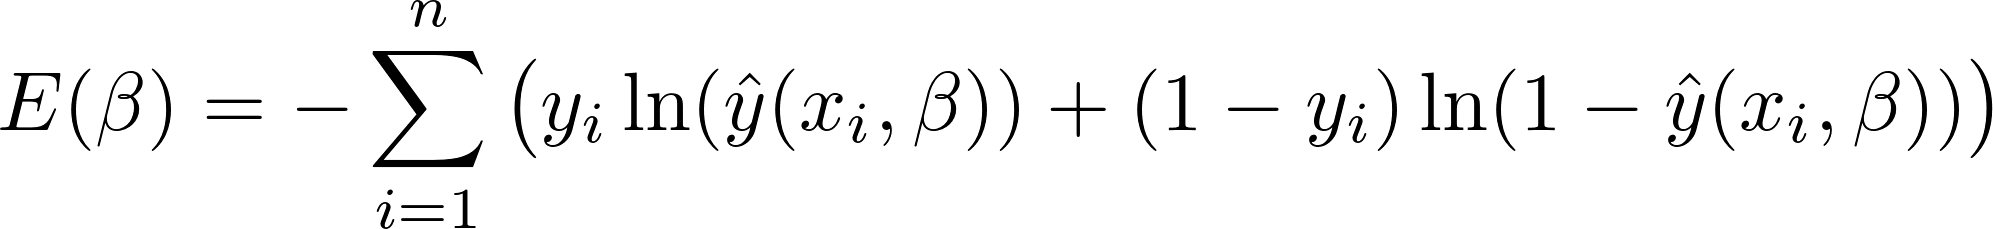 E(β) = − ∑_{i=1}^{n} (y_i ln(ŷ(x_i, β)) + (1 − y_i) ln(1 − ŷ(x_i, β)))